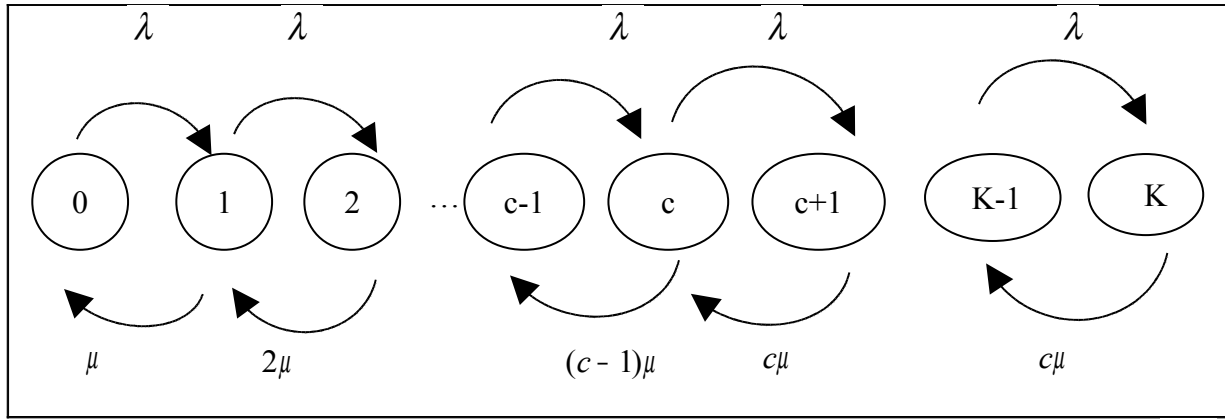 λ λ λ λ λ
0 1 2 ... c-1 c c+1 K-1 K
μ 2μ (c - 1)μ cμ cμ